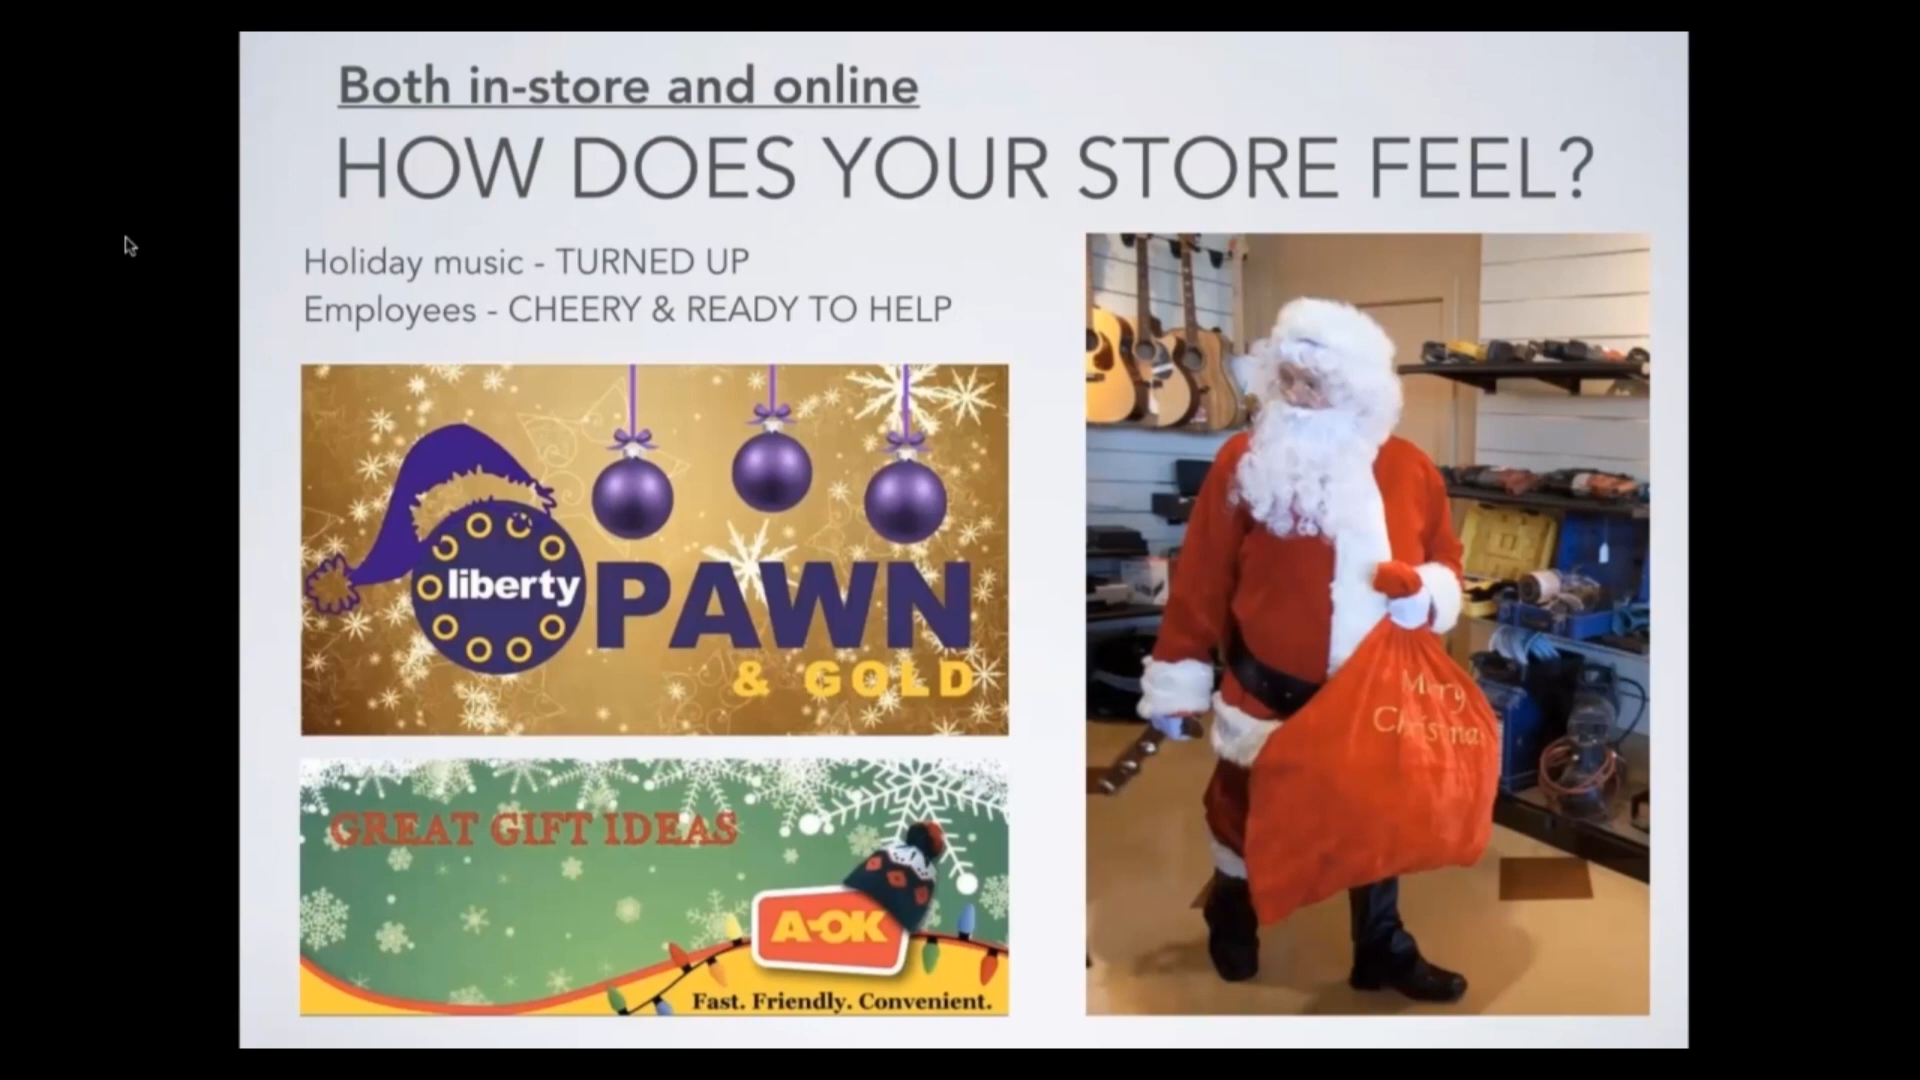 Both in-store and online
HOW DOES YOUR STORE FEEL?
Holiday music - TURNED UP
Employees - CHEERY & READY TO HELP
liberty PAWN
& GOLD
GREAT GIFT IDEAS
A-OK
Fast. Friendly. Convenient.
Merry
Christma